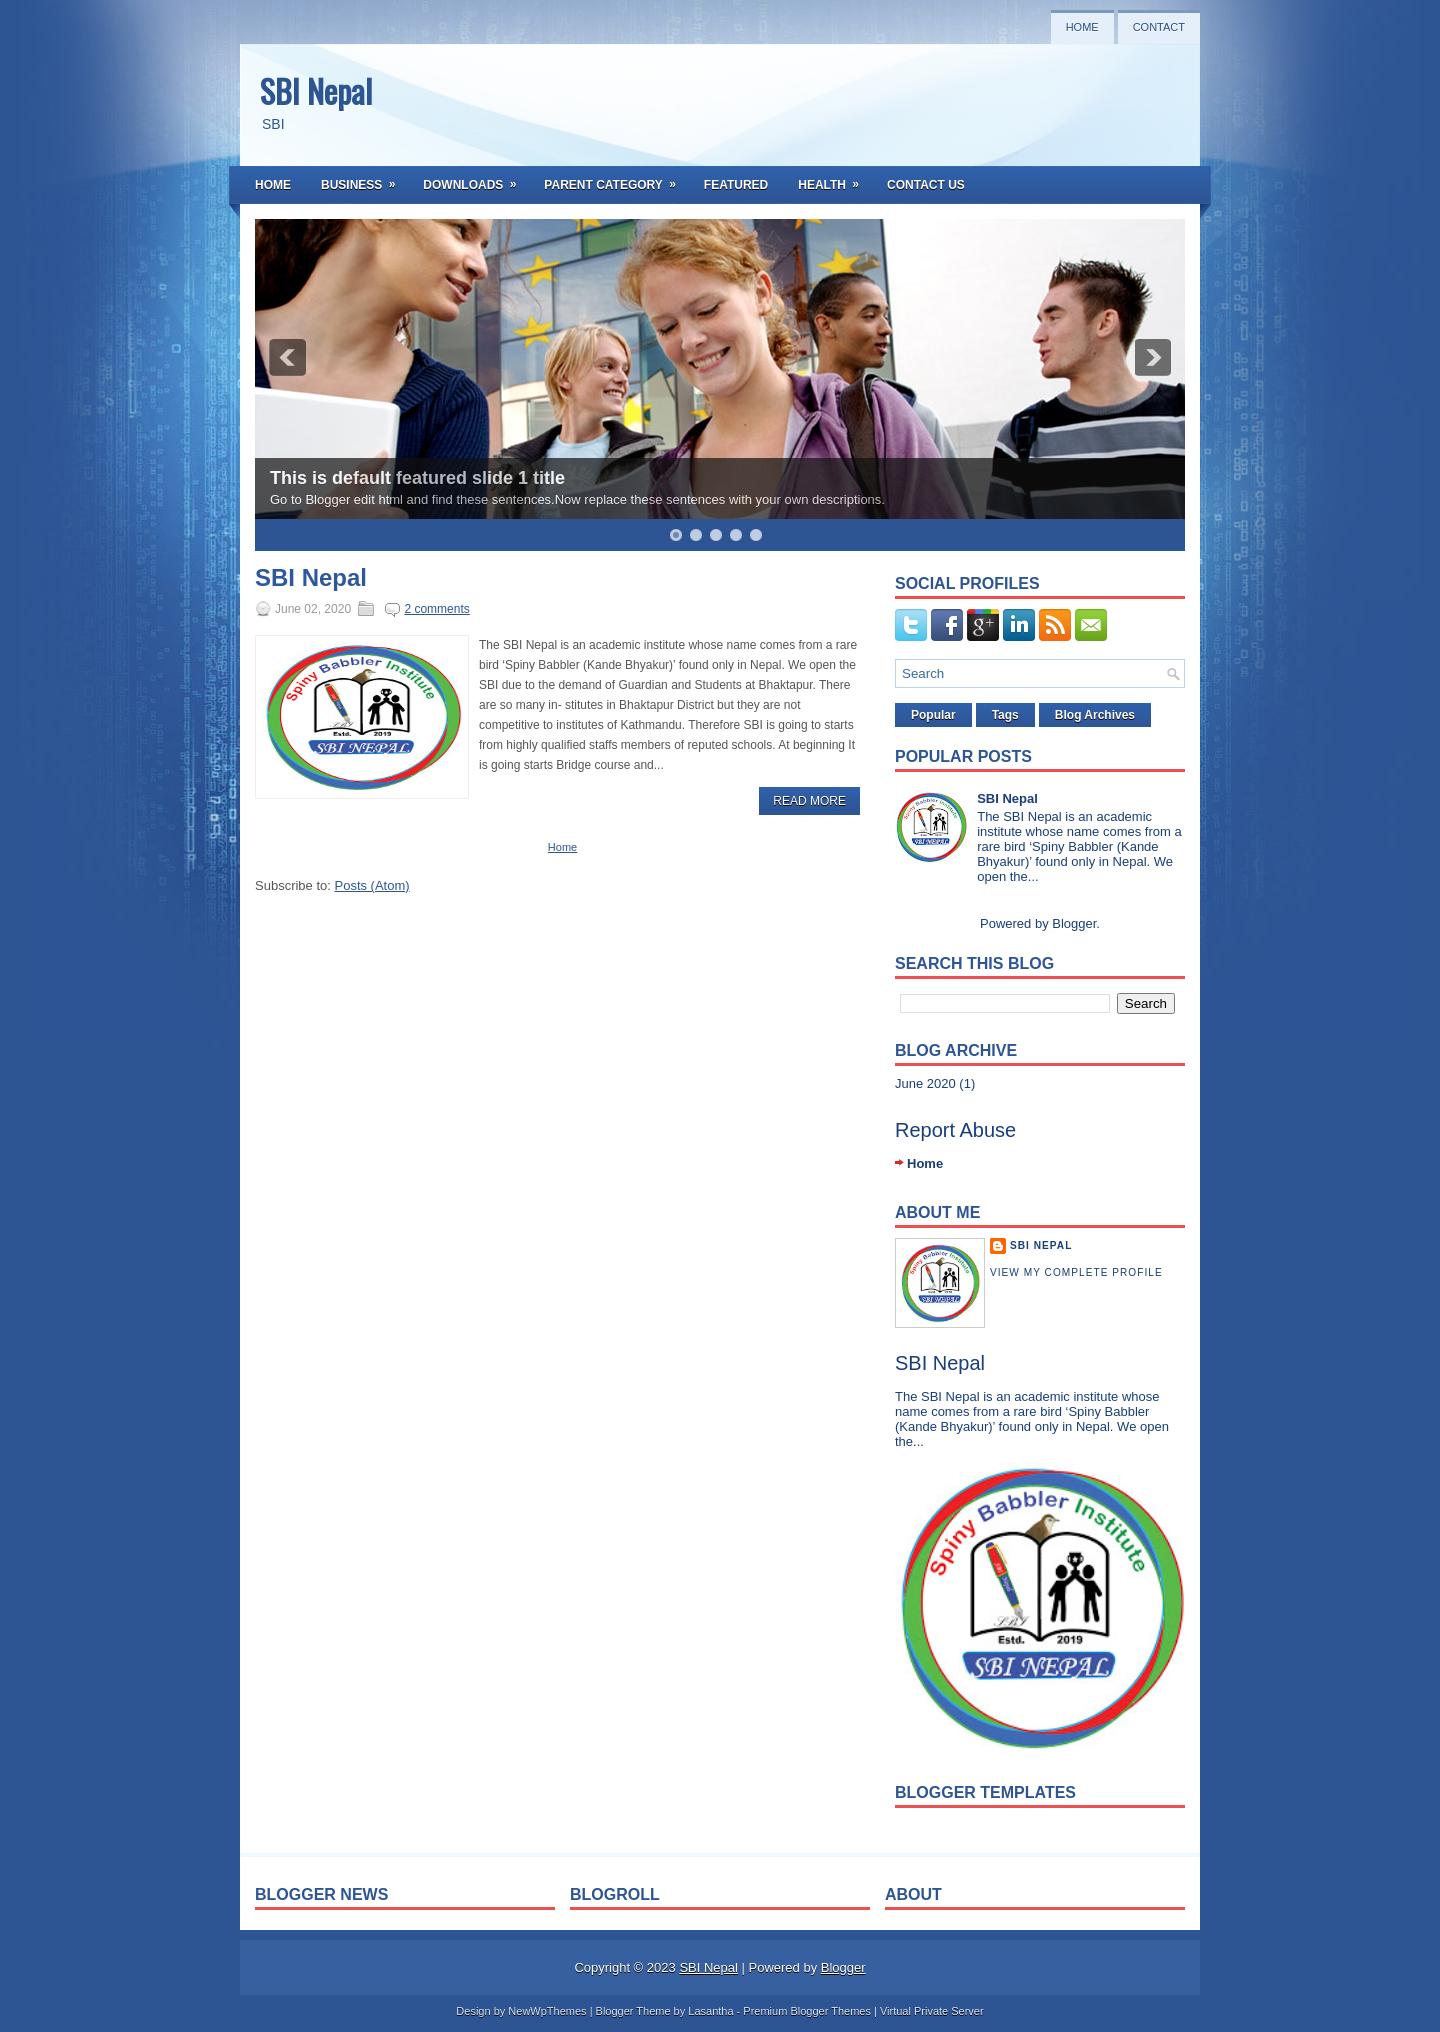 HOME CONTACT
SBI Nepal
SBI
HOME BUSINESS » DOWNLOADS » PARENT CATEGORY » FEATURED HEALTH » CONTACT US
This is default featured slide 1 title
Go to Blogger edit html and find these sentences.Now replace these sentences with your own descriptions.
SBI Nepal
June 02, 2020 2 comments
Spiny Babbler Institute
Estd. 2019
SBI NEPAL
The SBI Nepal is an academic institute whose name comes from a rare
bird ‘Spiny Babbler (Kande Bhyakur)’ found only in Nepal. We open the
SBI due to the demand of Guardian and Students at Bhaktapur. There
are so many in- stitutes in Bhaktapur District but they are not
competitive to institutes of Kathmandu. Therefore SBI is going to starts
from highly qualified staffs members of reputed schools. At beginning It
is going starts Bridge course and...
READ MORE
Home
Subscribe to: Posts (Atom)
SOCIAL PROFILES
Search
Popular Tags Blog Archives
POPULAR POSTS
Spiny Babbler Institute
SBI NEPAL
SBI Nepal
The SBI Nepal is an academic
institute whose name comes from a
rare bird ‘Spiny Babbler (Kande
Bhyakur)’ found only in Nepal. We
open the...
Powered by Blogger.
SEARCH THIS BLOG
Search
BLOG ARCHIVE
June 2020 (1)
Report Abuse
Home
ABOUT ME
Spiny Babbler Institute
SBI NEPAL
SBI NEPAL
VIEW MY COMPLETE PROFILE
SBI Nepal
The SBI Nepal is an academic institute whose
name comes from a rare bird ‘Spiny Babbler
(Kande Bhyakur)’ found only in Nepal. We open
the...
Spiny Babbler Institute
SBI
Estd. 2019
SBI NEPAL
BLOGGER TEMPLATES
BLOGGER NEWS BLOGROLL ABOUT
Copyright © 2023 SBI Nepal | Powered by Blogger
Design by NewWpThemes | Blogger Theme by Lasantha - Premium Blogger Themes | Virtual Private Server